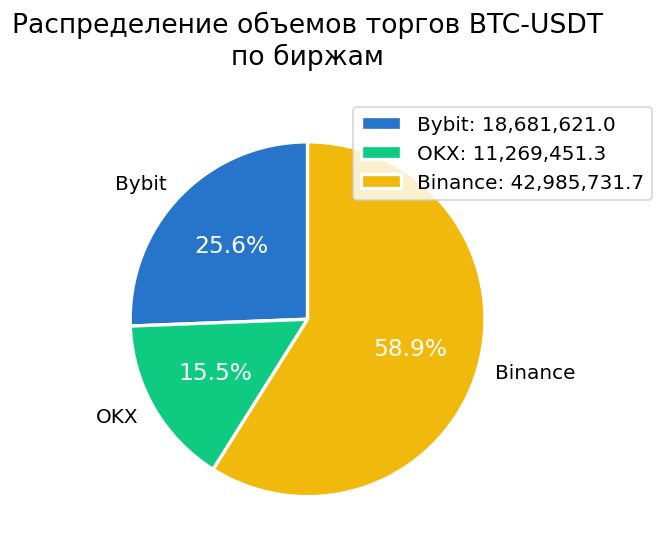 Распределение объемов торгов BTC-USDT
по биржам
Bybit: 18,681,621.0
OKX: 11,269,451.3
Binance: 42,985,731.7
Bybit
25.6%
58.9%
Binance
15.5%
OKX